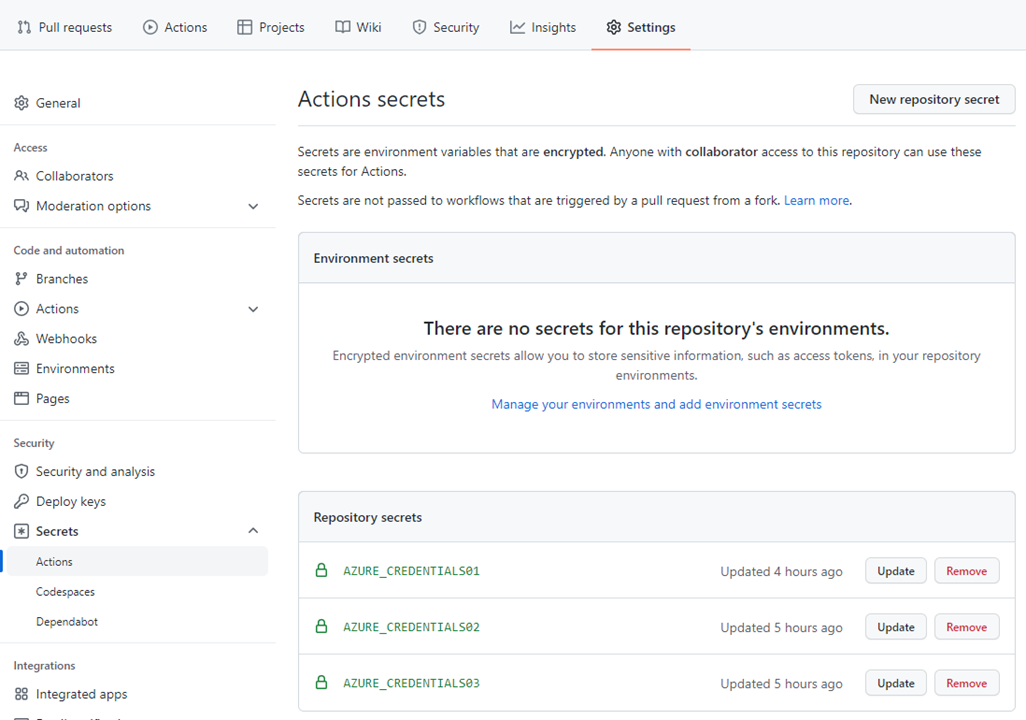 Pull requests Actions Projects Wiki Security Insights Settings
General
Access
Collaborators
Moderation options
Code and automation
Branches
Actions
Webhooks
Environments
Pages
Security
Security and analysis
Deploy keys
Secrets
Actions
Codespaces
Dependabot
Integrations
Integrated apps
Actions secrets
New repository secret
Secrets are environment variables that are encrypted. Anyone with collaborator access to this repository can use these
secrets for Actions.
Secrets are not passed to workflows that are triggered by a pull request from a fork. Learn more.
Environment secrets
There are no secrets for this repository's environments.
Encrypted environment secrets allow you to store sensitive information, such as access tokens, in your repository
environments.
Manage your environments and add environment secrets
Repository secrets
AZURE_CREDENTIALS01 Updated 4 hours ago Update Remove
AZURE_CREDENTIALS02 Updated 5 hours ago Update Remove
AZURE_CREDENTIALS03 Updated 5 hours ago Update Remove